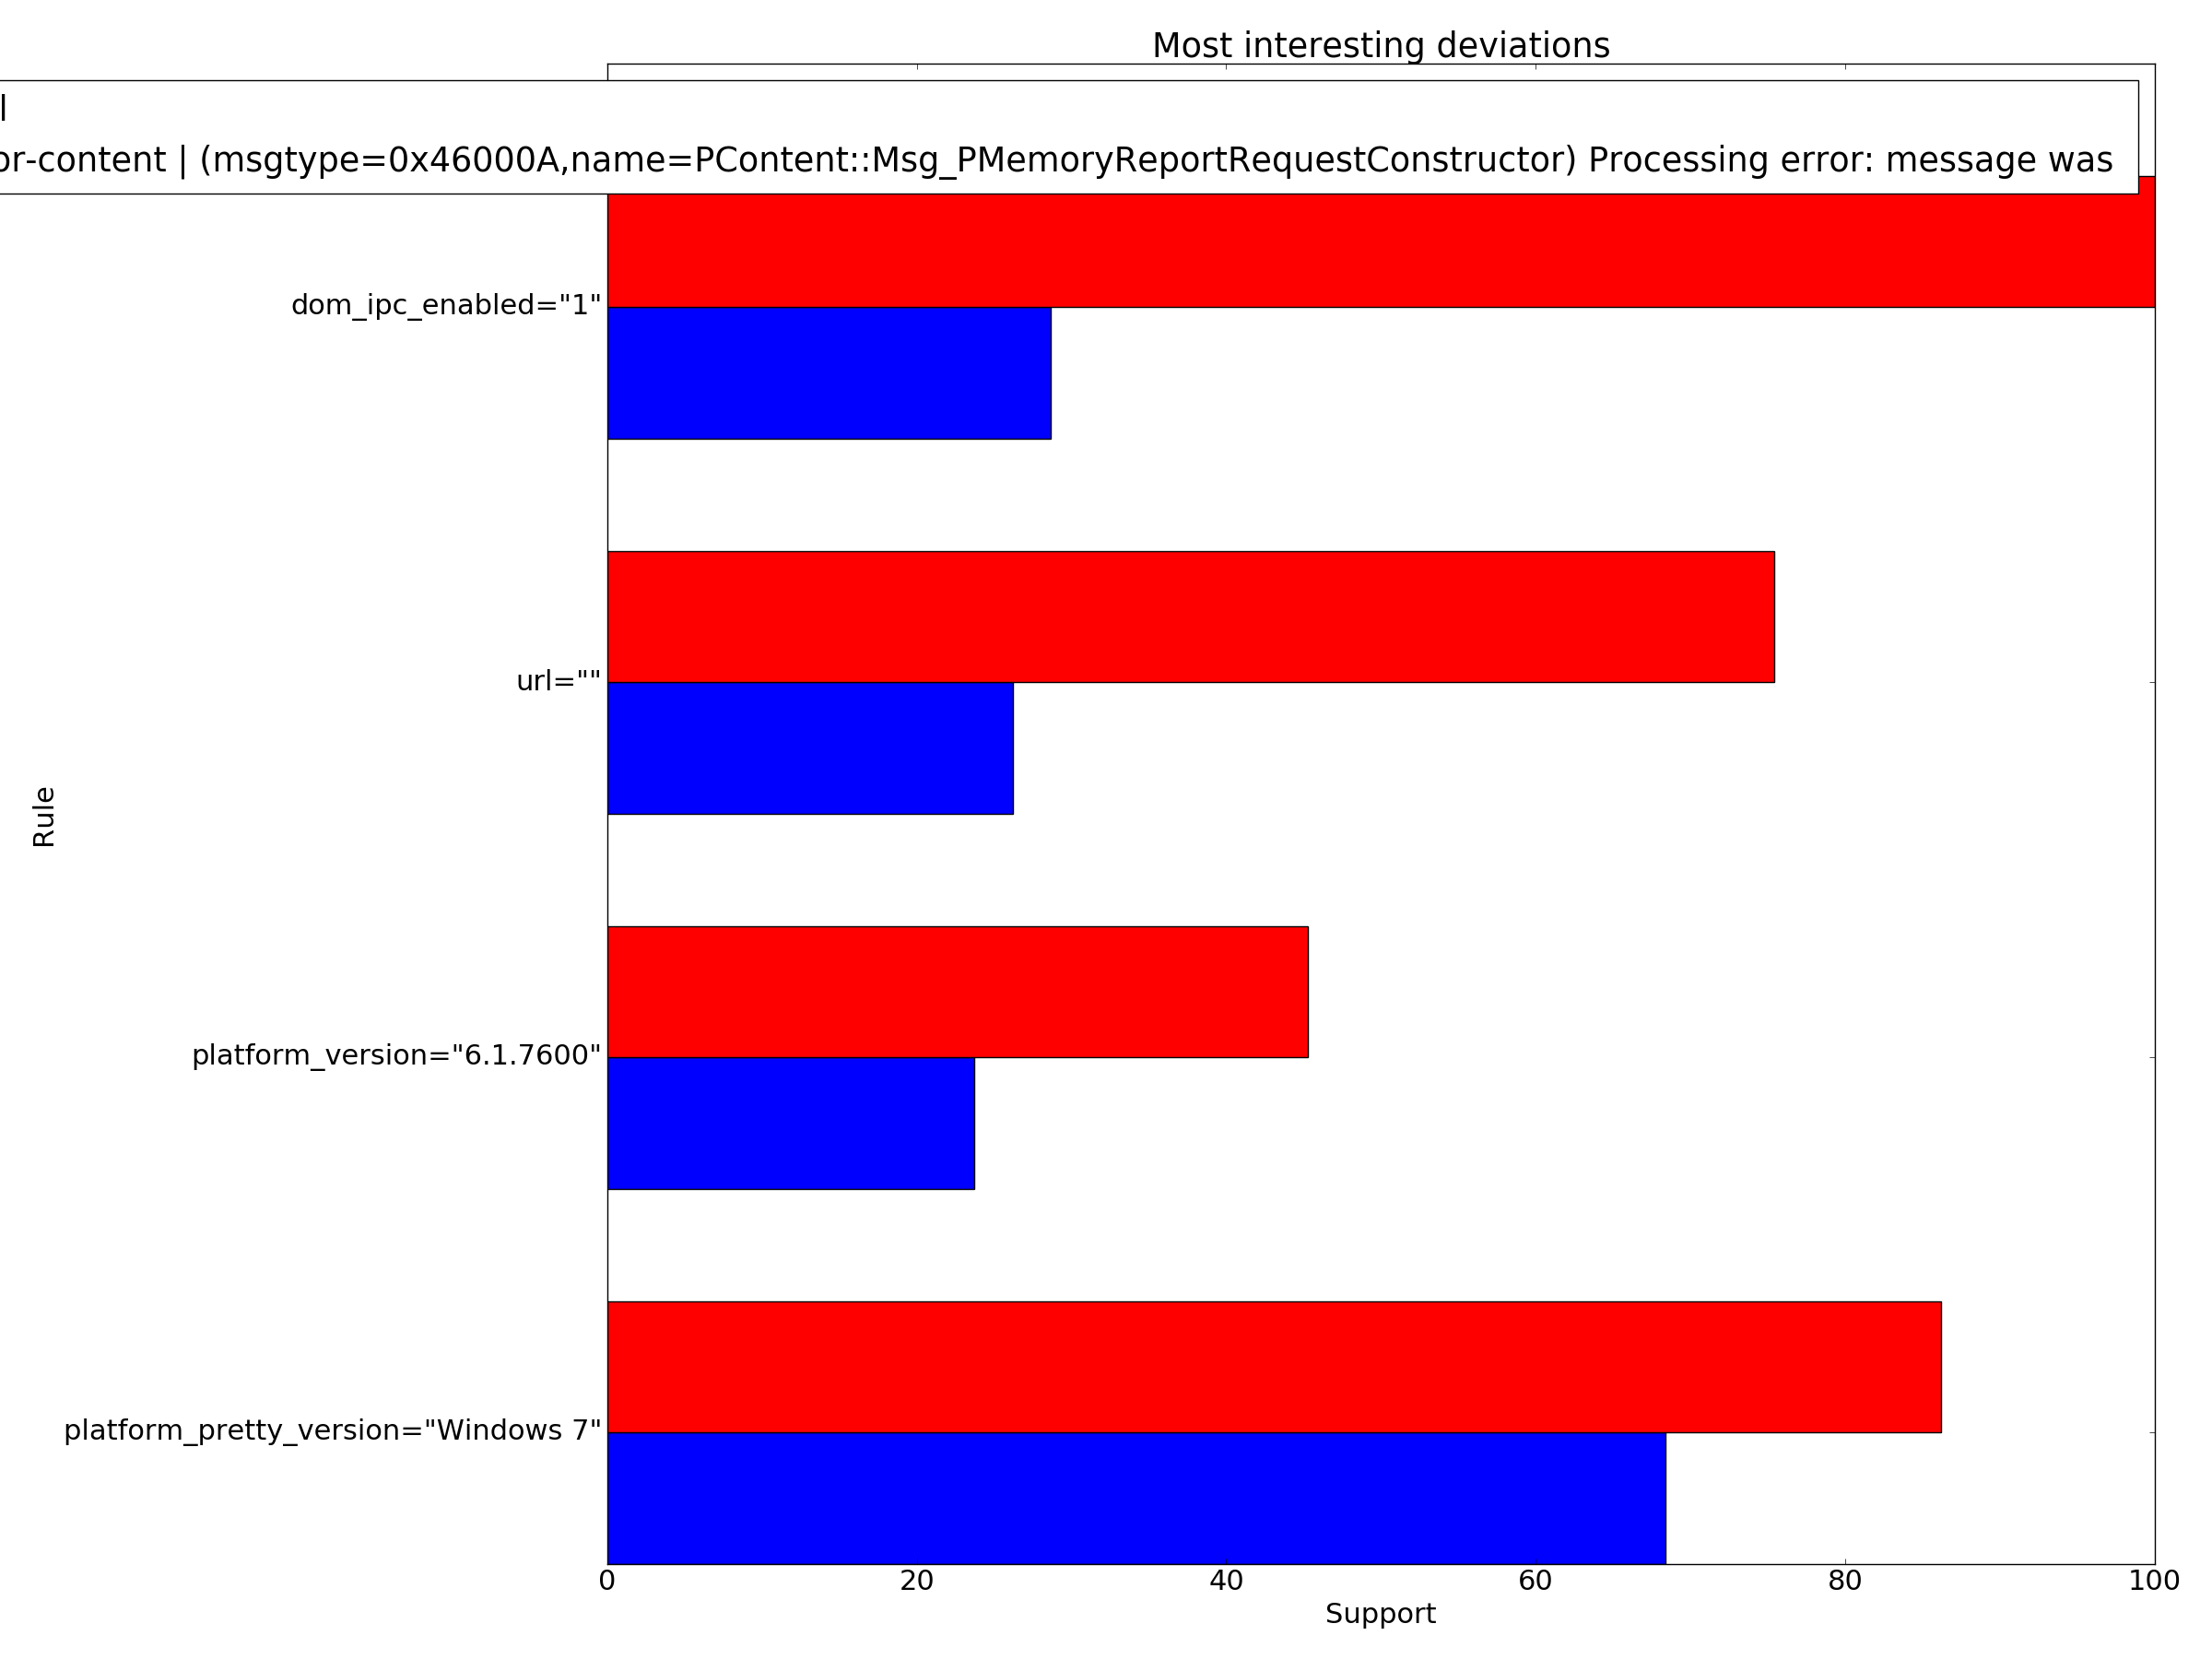 Most interesting deviations
or-content | (msgtype=0x46000A,name=PContent::Msg_PMemoryReportRequestConstructor) Processing error: message was
dom_ipc_enabled="1"
url=""
platform_version="6.1.7600"
platform_pretty_version="Windows 7"
Rule
0 20 40 60 80 100
Support